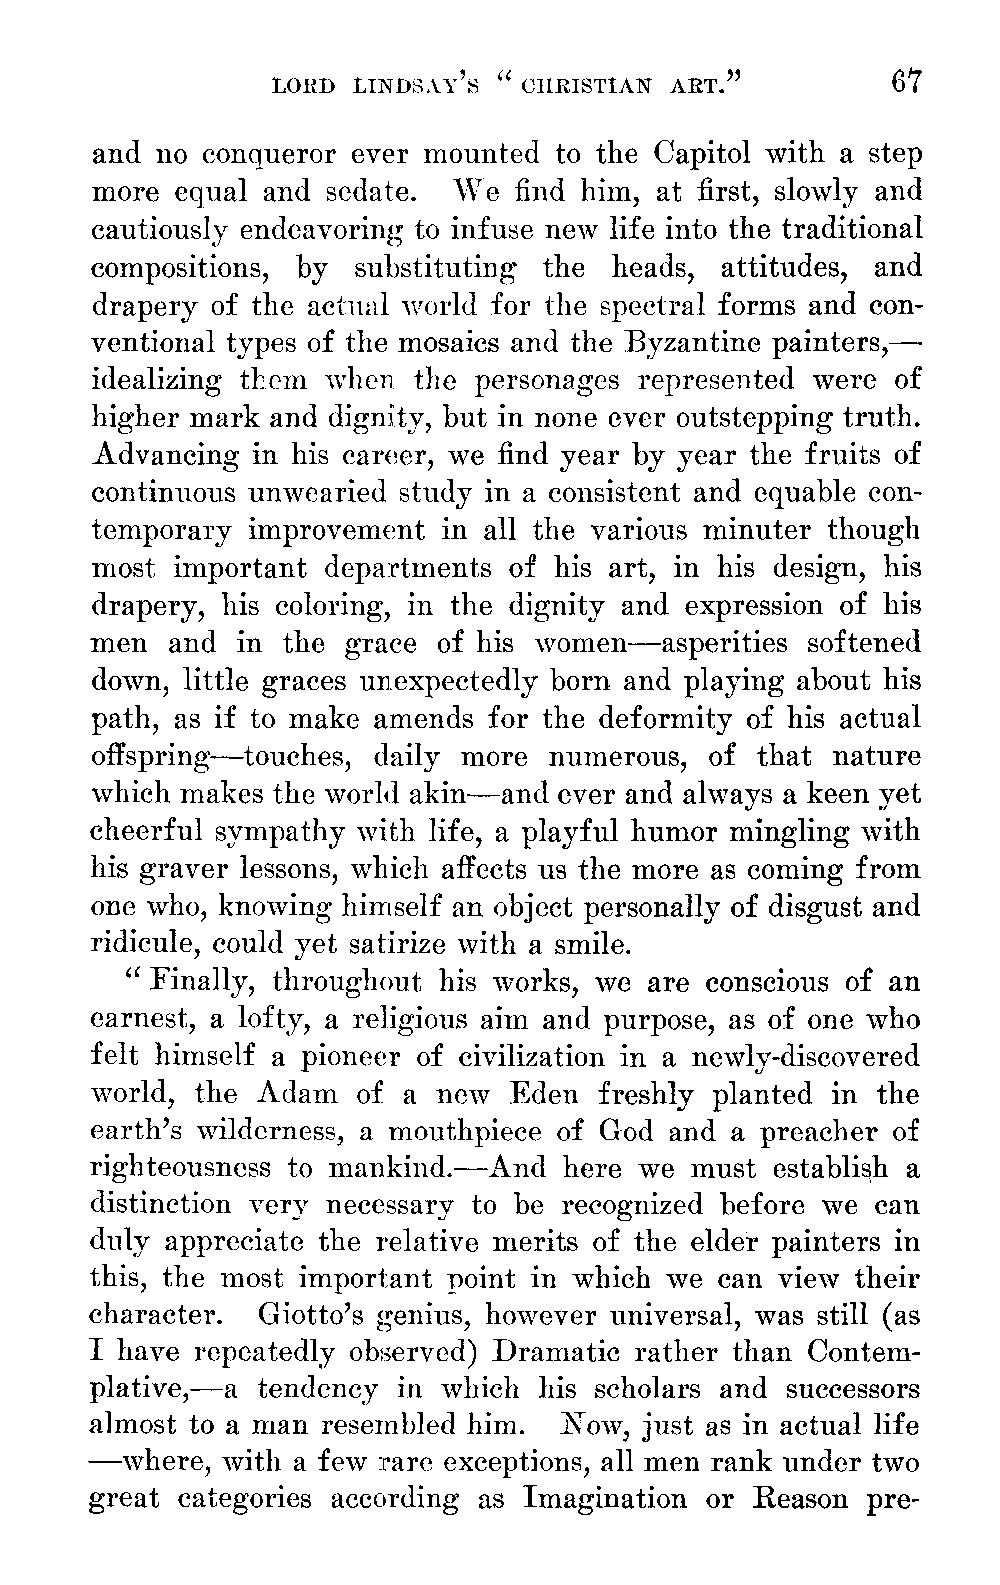 LORD LINDSAY'S "CHRISTIAN ART." 67
and no conqueror ever mounted to the Capitol with a step
more equal and sedate. We find him, at first, slowly and
cautiously endeavoring to infuse new life into the traditional
compositions, by substituting the heads, attitudes, and
drapery of the actual world for the spectral forms and con-
ventional types of the mosaics and the Byzantine painters,—
idealizing them when the personages represented were of
higher mark and dignity, but in none ever outstepping truth.
Advancing in his career, we find year by year the fruits of
continuous unwearied study in a consistent and equable con-
temporary improvement in all the various minuter though
most important departments of his art, in his design, his
drapery, his coloring, in the dignity and expression of his
men and in the grace of his women—asperities softened
down, little graces unexpectedly born and playing about his
path, as if to make amends for the deformity of his actual
offspring—touches, daily more numerous, of that nature
which makes the world akin—and ever and always a keen yet
cheerful sympathy with life, a playful humor mingling with
his graver lessons, which affects us the more as coming from
one who, knowing himself an object personally of disgust and
ridicule, could yet satirize with a smile.
"Finally, throughout his works, we are conscious of an
earnest, a lofty, a religious aim and purpose, as of one who
felt himself a pioneer of civilization in a newly-discovered
world, the Adam of a new Eden freshly planted in the
earth's wilderness, a mouthpiece of God and a preacher of
righteousness to mankind.—And here we must establish a
distinction very necessary to be recognized before we can
duly appreciate the relative merits of the elder painters in
this, the most important point in which we can view their
character. Giotto's genius, however universal, was still (as
I have repeatedly observed) Dramatic rather than Contem-
plative,—a tendency in which his scholars and successors
almost to a man resembled him. Now, just as in actual life
—where, with a few rare exceptions, all men rank under two
great categories according as Imagination or Reason pre-